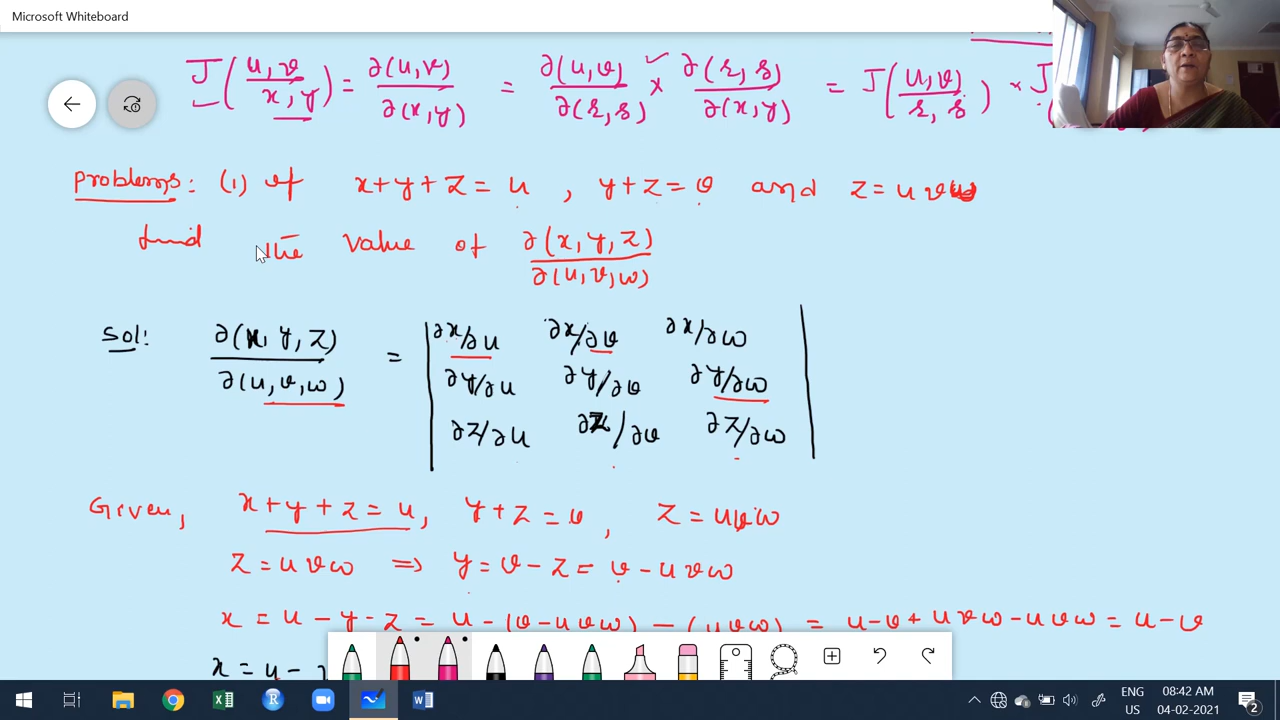 Microsoft Whiteboard
J(u,v/x,y) = ∂(u,v)/∂(x,y) = ∂(u,v)/∂(r,s) × ∂(r,s)/∂(x,y) = J(u,v/r,s) × J
Problems: (1) If x+y+z = u , y+z = v and z = uvw
find the value of ∂(x,y,z)/∂(u,v,w)
Sol: ∂(x,y,z)/∂(u,v,w) = | ∂x/∂u ∂x/∂v ∂x/∂w
∂y/∂u ∂y/∂v ∂y/∂w
∂z/∂u ∂z/∂v ∂z/∂w |
Given, x+y+z = u, y+z = v, z = uvw
z = uvw ⇒ y = v-z = v-uvw
x = u-y-z = u-(v-uvw)-(uvw) = u-v+uvw-uvw = u-v
x = u-
ENG
US
08:42 AM
04-02-2021
2